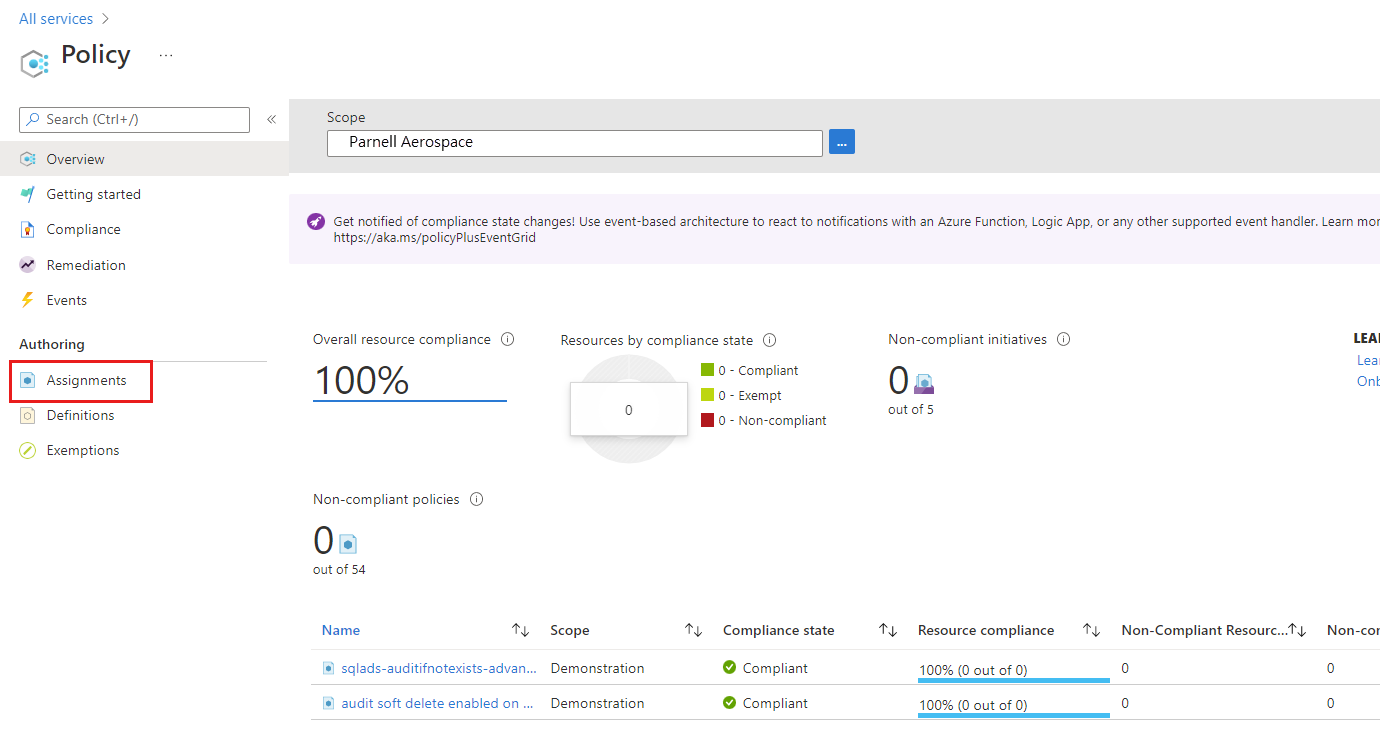 All services
Policy
...
Search (Ctrl+/)
«
Overview
Getting started
Compliance
Remediation
Events
Authoring
Assignments
Definitions
Exemptions
Scope
Parnell Aerospace
...
Get notified of compliance state changes! Use event-based architecture to react to notifications with an Azure Function, Logic App, or any other supported event handler. Learn mor
https://aka.ms/policyPlusEventGrid
Overall resource compliance
100%
Resources by compliance state
0
0 - Compliant
0 - Exempt
0 - Non-compliant
Non-compliant initiatives
0
out of 5
LEA
Lea
Onb
Non-compliant policies
0
out of 54
Name Scope Compliance state Resource compliance Non-Compliant Resourc... Non-co
sqlads-auditifnotexists-advan... Demonstration Compliant 100% (0 out of 0) 0 0
audit soft delete enabled on ... Demonstration Compliant 100% (0 out of 0) 0 0